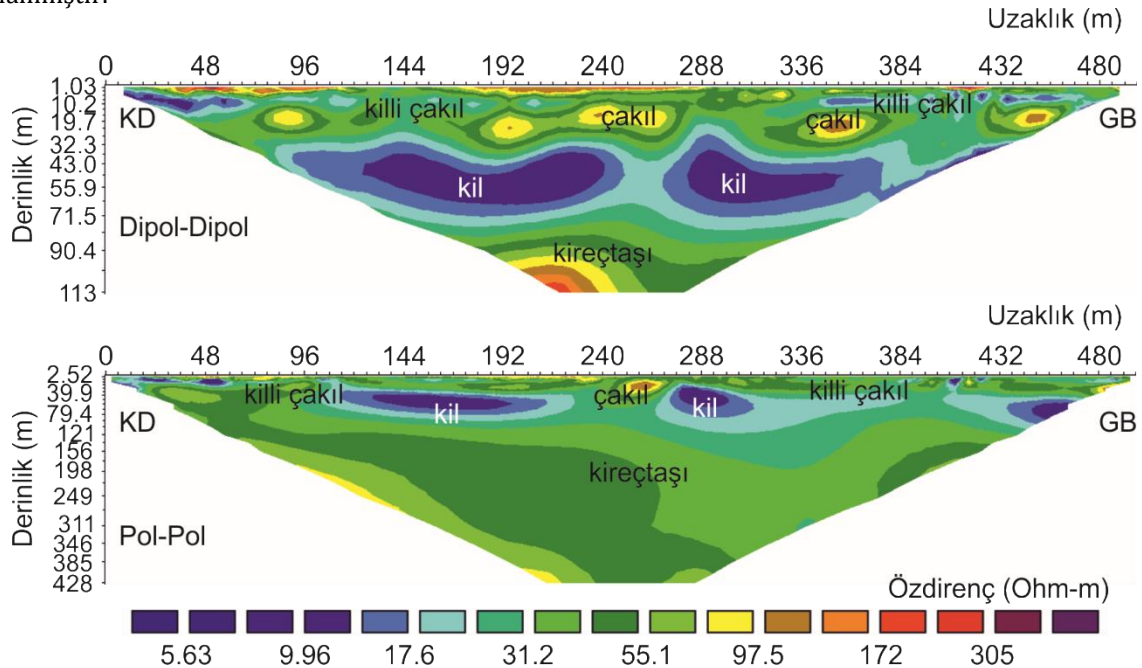 Uzaklık (m)
0 48 96 144 192 240 288 336 384 432 480
Derinlik (m)
1.03
10.2
19.7
32.3
43.0
55.9
71.5
90.4
113
KD killi çakıl çakıl çakıl killi çakıl GB
kil kil
Dipol-Dipol
kireçtaşı
Uzaklık (m)
0 48 96 144 192 240 288 336 384 432 480
Derinlik (m)
2.52
39.9
79.4
121
156
198
249
311
346
385
428
killi çakıl çakıl killi çakıl
KD kil kil GB
kireçtaşı
Pol-Pol
Özdirenç (Ohm-m)
5.63 9.96 17.6 31.2 55.1 97.5 172 305